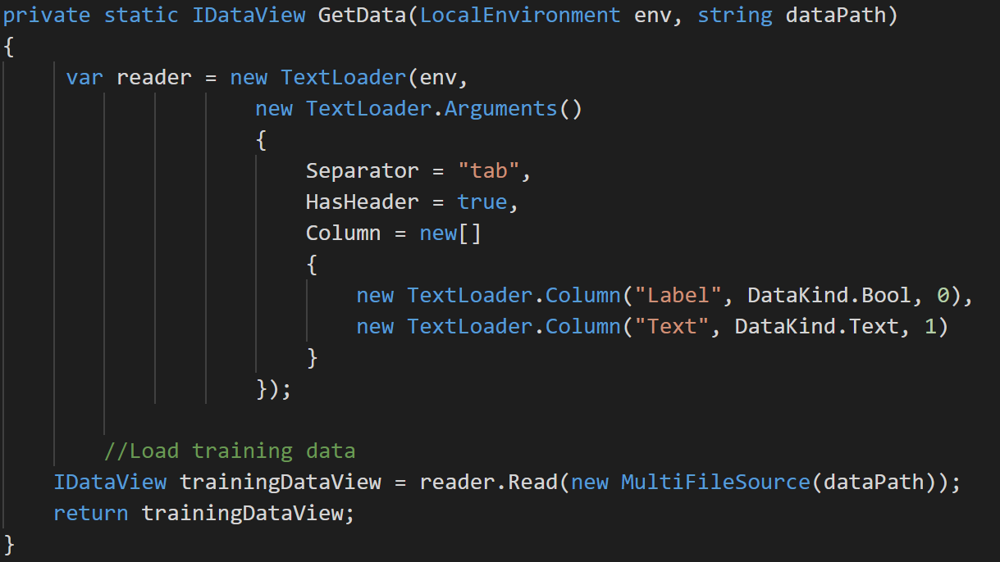 private static IDataView GetData(LocalEnvironment env, string dataPath)
{
var reader = new TextLoader(env,
new TextLoader.Arguments()
{
Separator = "tab",
HasHeader = true,
Column = new[]
{
new TextLoader.Column("Label", DataKind.Bool, 0),
new TextLoader.Column("Text", DataKind.Text, 1)
}
});
//Load training data
IDataView trainingDataView = reader.Read(new MultiFileSource(dataPath));
return trainingDataView;
}